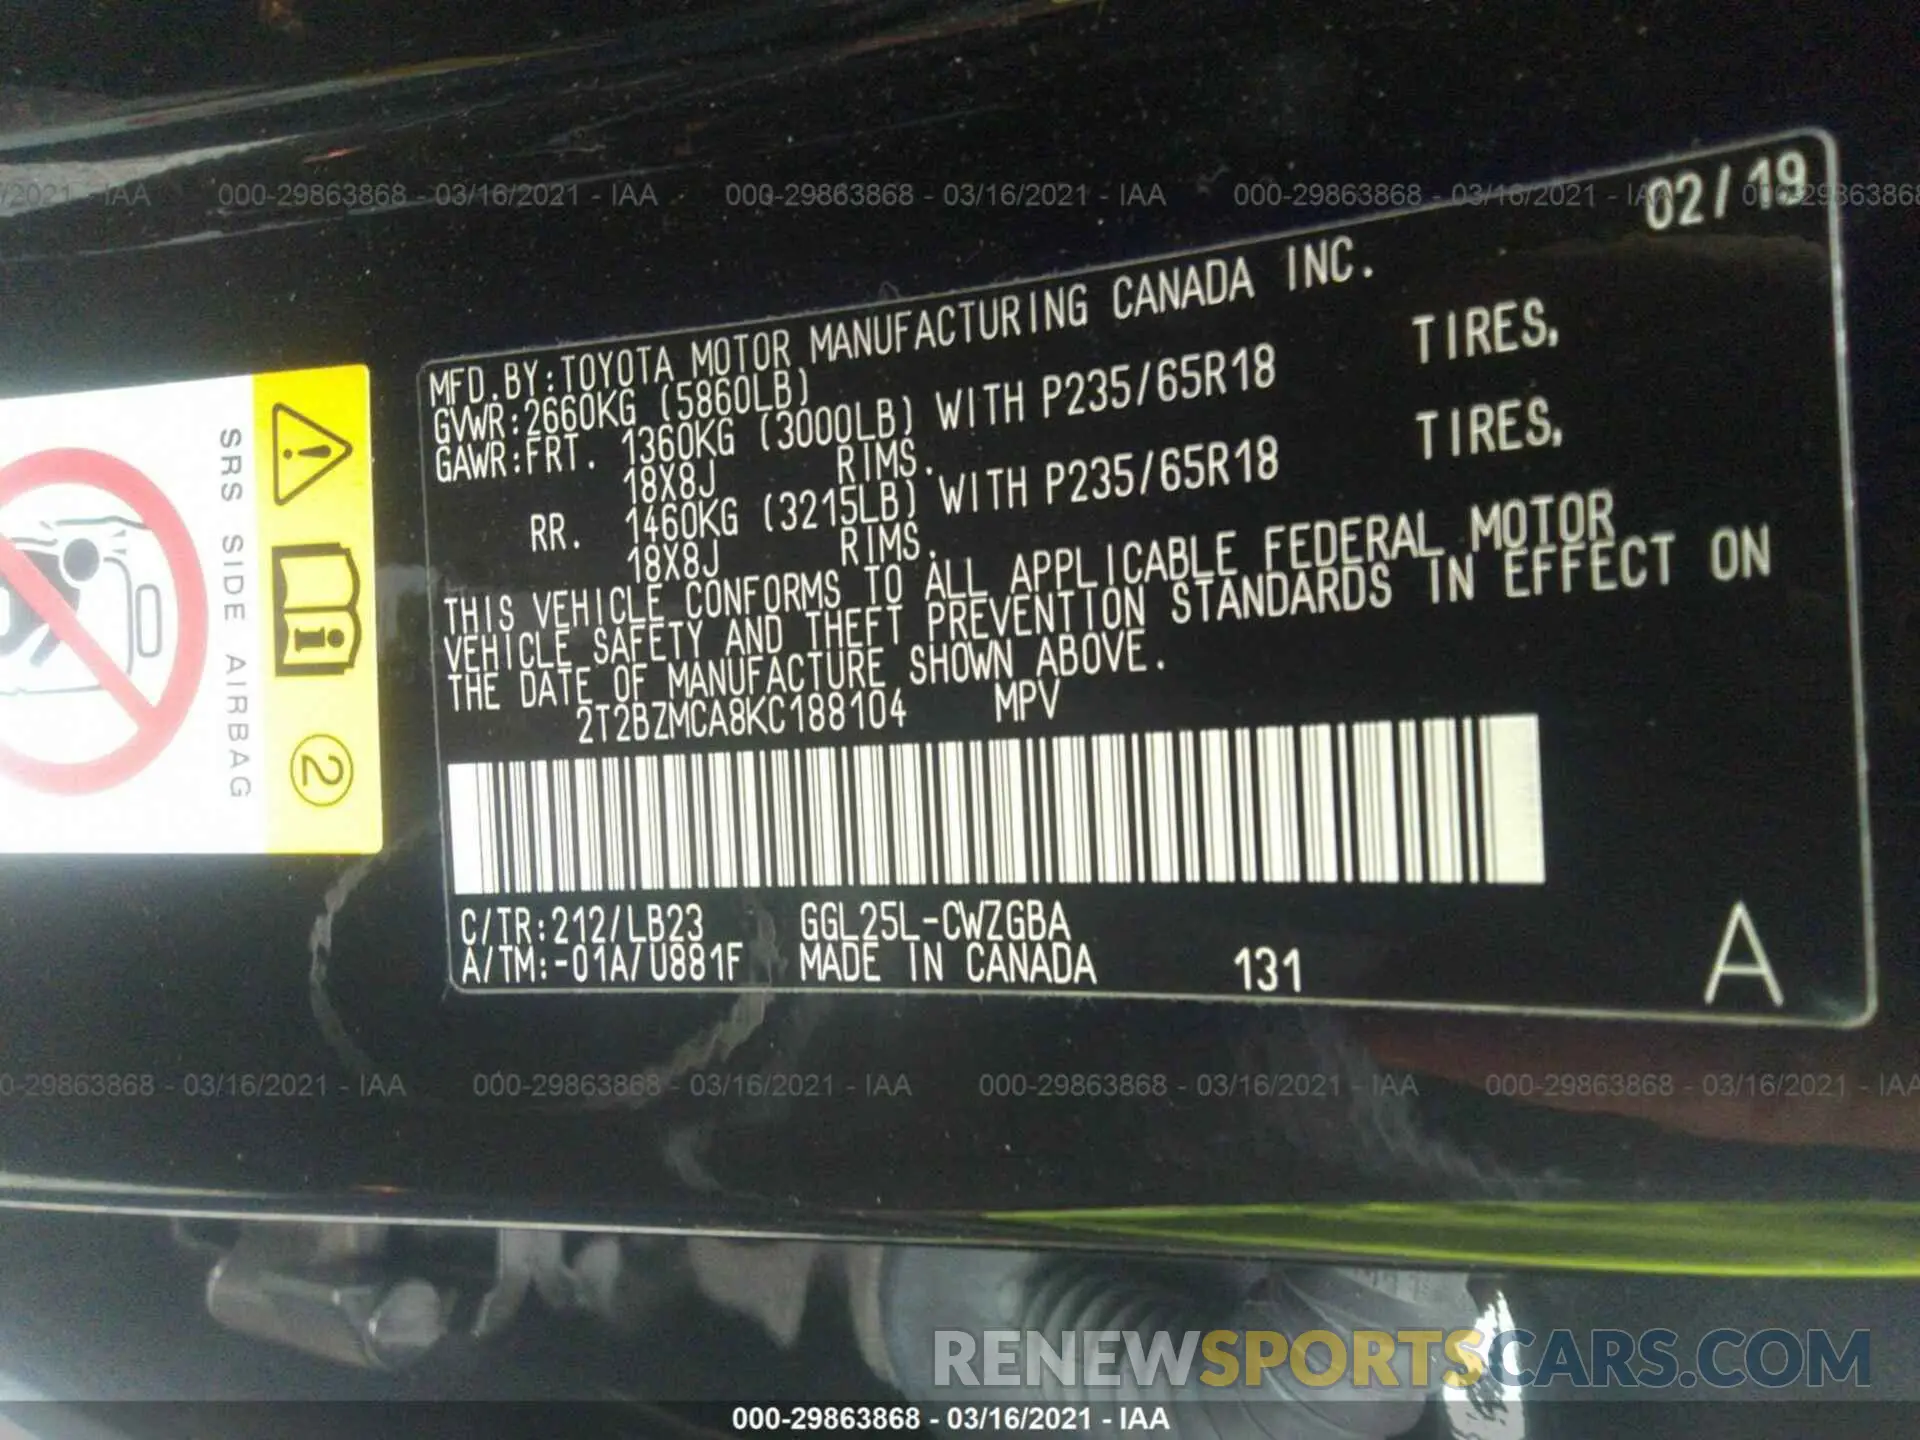 /2021 - IAA 000-29863868 - 03/16/2021 - IAA 000-29863868 - 03/16/2021 - IAA 000-29863868 - 03/16/2021 - IAA 000-29863868
02/19
MFD.BY:TOYOTA MOTOR MANUFACTURING CANADA INC.
GVWR:2660KG (5860LB)
GAWR:FRT. 1360KG (3000LB) WITH P235/65R18 TIRES,
18X8J RIMS.
RR. 1460KG (3215LB) WITH P235/65R18 TIRES,
18X8J RIMS.
THIS VEHICLE CONFORMS TO ALL APPLICABLE FEDERAL MOTOR
VEHICLE SAFETY AND THEFT PREVENTION STANDARDS IN EFFECT ON
THE DATE OF MANUFACTURE SHOWN ABOVE.
2T2BZMCA8KC188104 MPV
C/TR:212/LB23 GGL25L-CWZGBA
A/TM:-01A/U881F MADE IN CANADA 131
A
SRS SIDE AIRBAG
2
0-29863868 - 03/16/2021 - IAA 000-29863868 - 03/16/2021 - IAA 000-29863868 - 03/16/2021 - IAA 000-29863868 - 03/16/2021 - IAA
RENEWSPORTSCARS.COM
000-29863868 - 03/16/2021 - IAA